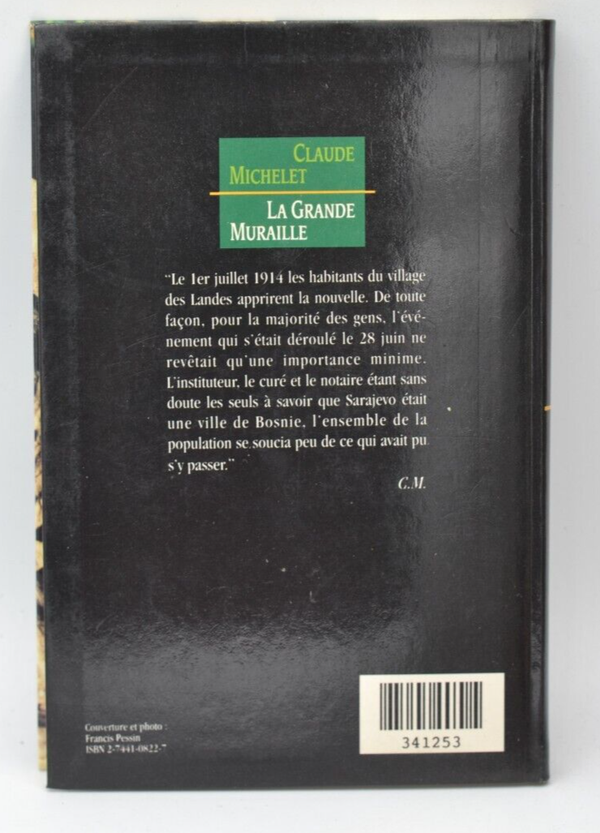 CLAUDE
MICHELET
LA GRANDE
MURAILLE
"Le 1er juillet 1914 les habitants du village
des Landes apprirent la nouvelle. De toute
façon, pour la majorité des gens, l'évé-
nement qui s'était déroulé le 28 juin ne
revêtait qu'une importance minime.
L'instituteur, le curé et le notaire étant sans
doute les seuls à savoir que Sarajevo était
une ville de Bosnie, l'ensemble de la
population se soucia peu de ce qui avait pu
s'y passer."
C.M.
Couverture et photo :
Francis Pessin
ISBN 2-7441-0822-7
341253